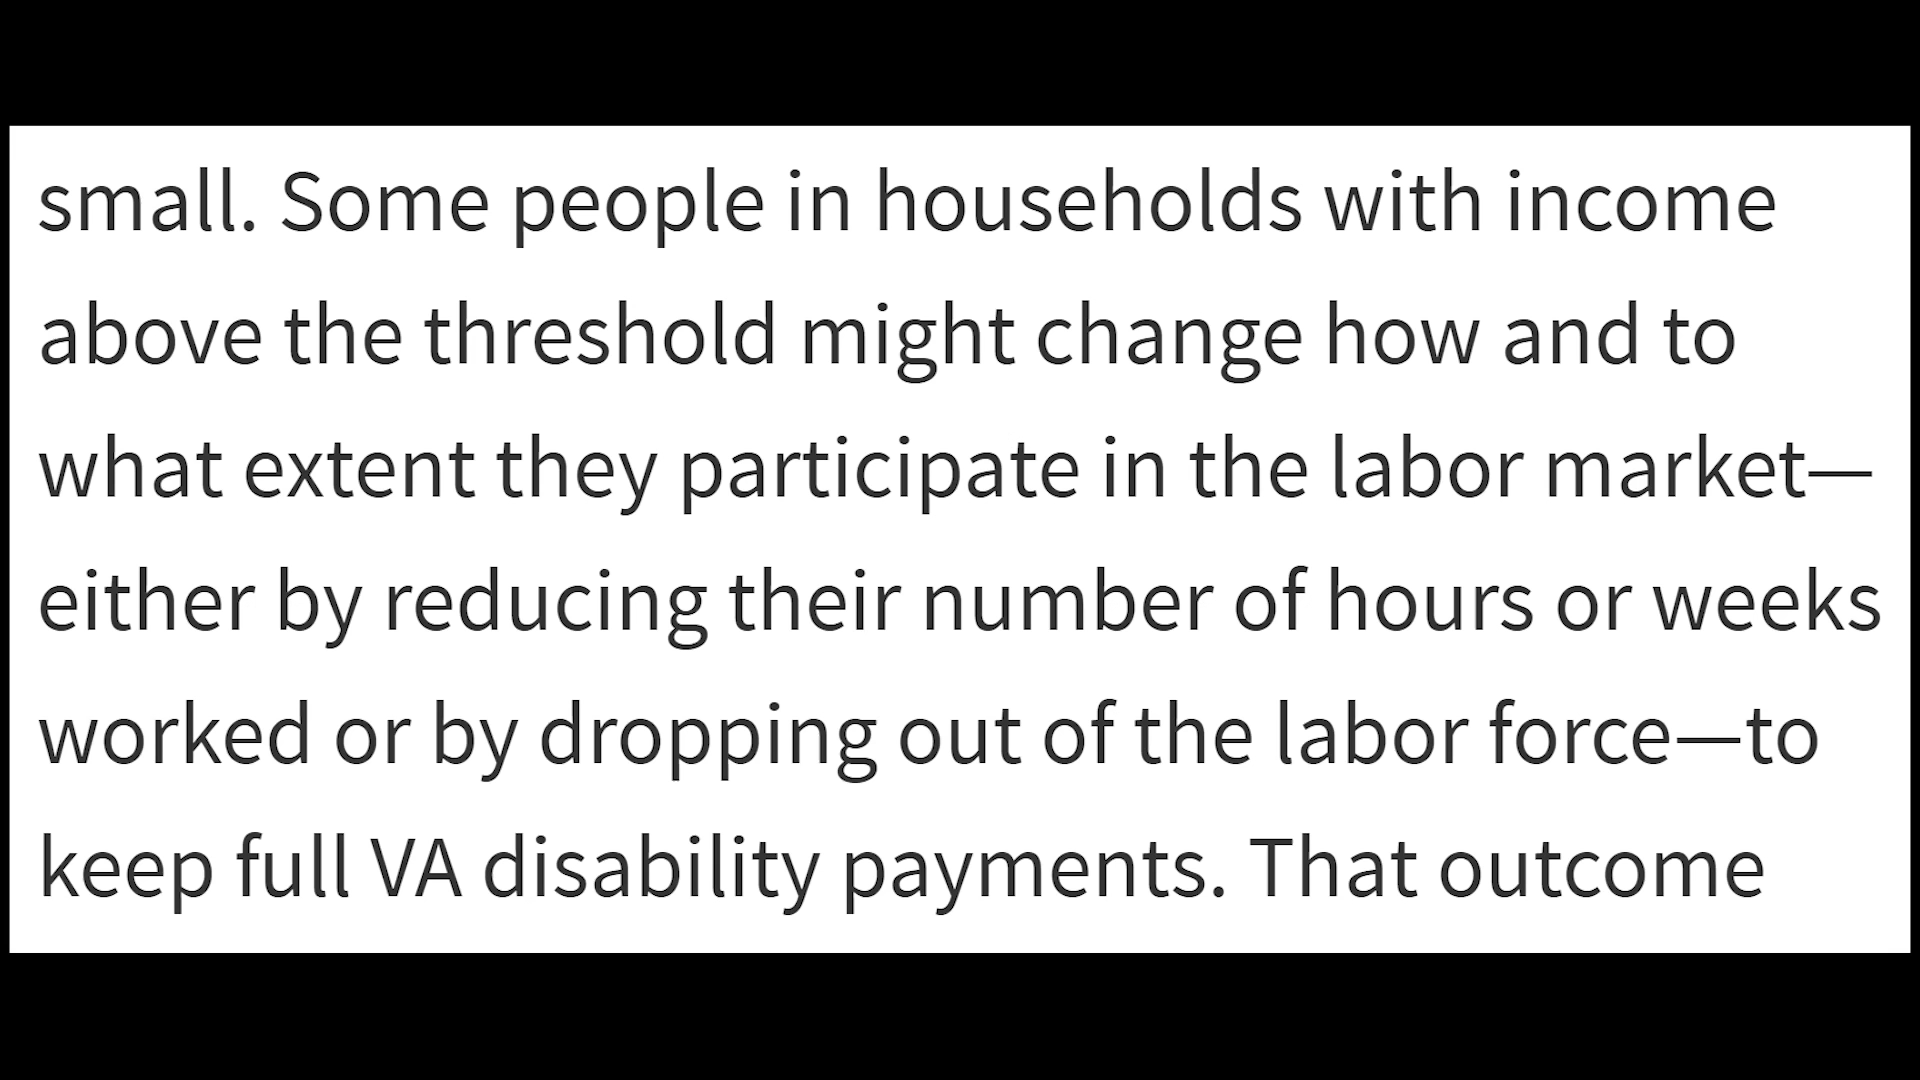 small. Some people in households with income
above the threshold might change how and to
what extent they participate in the labor market—
either by reducing their number of hours or weeks
worked or by dropping out of the labor force—to
keep full VA disability payments. That outcome